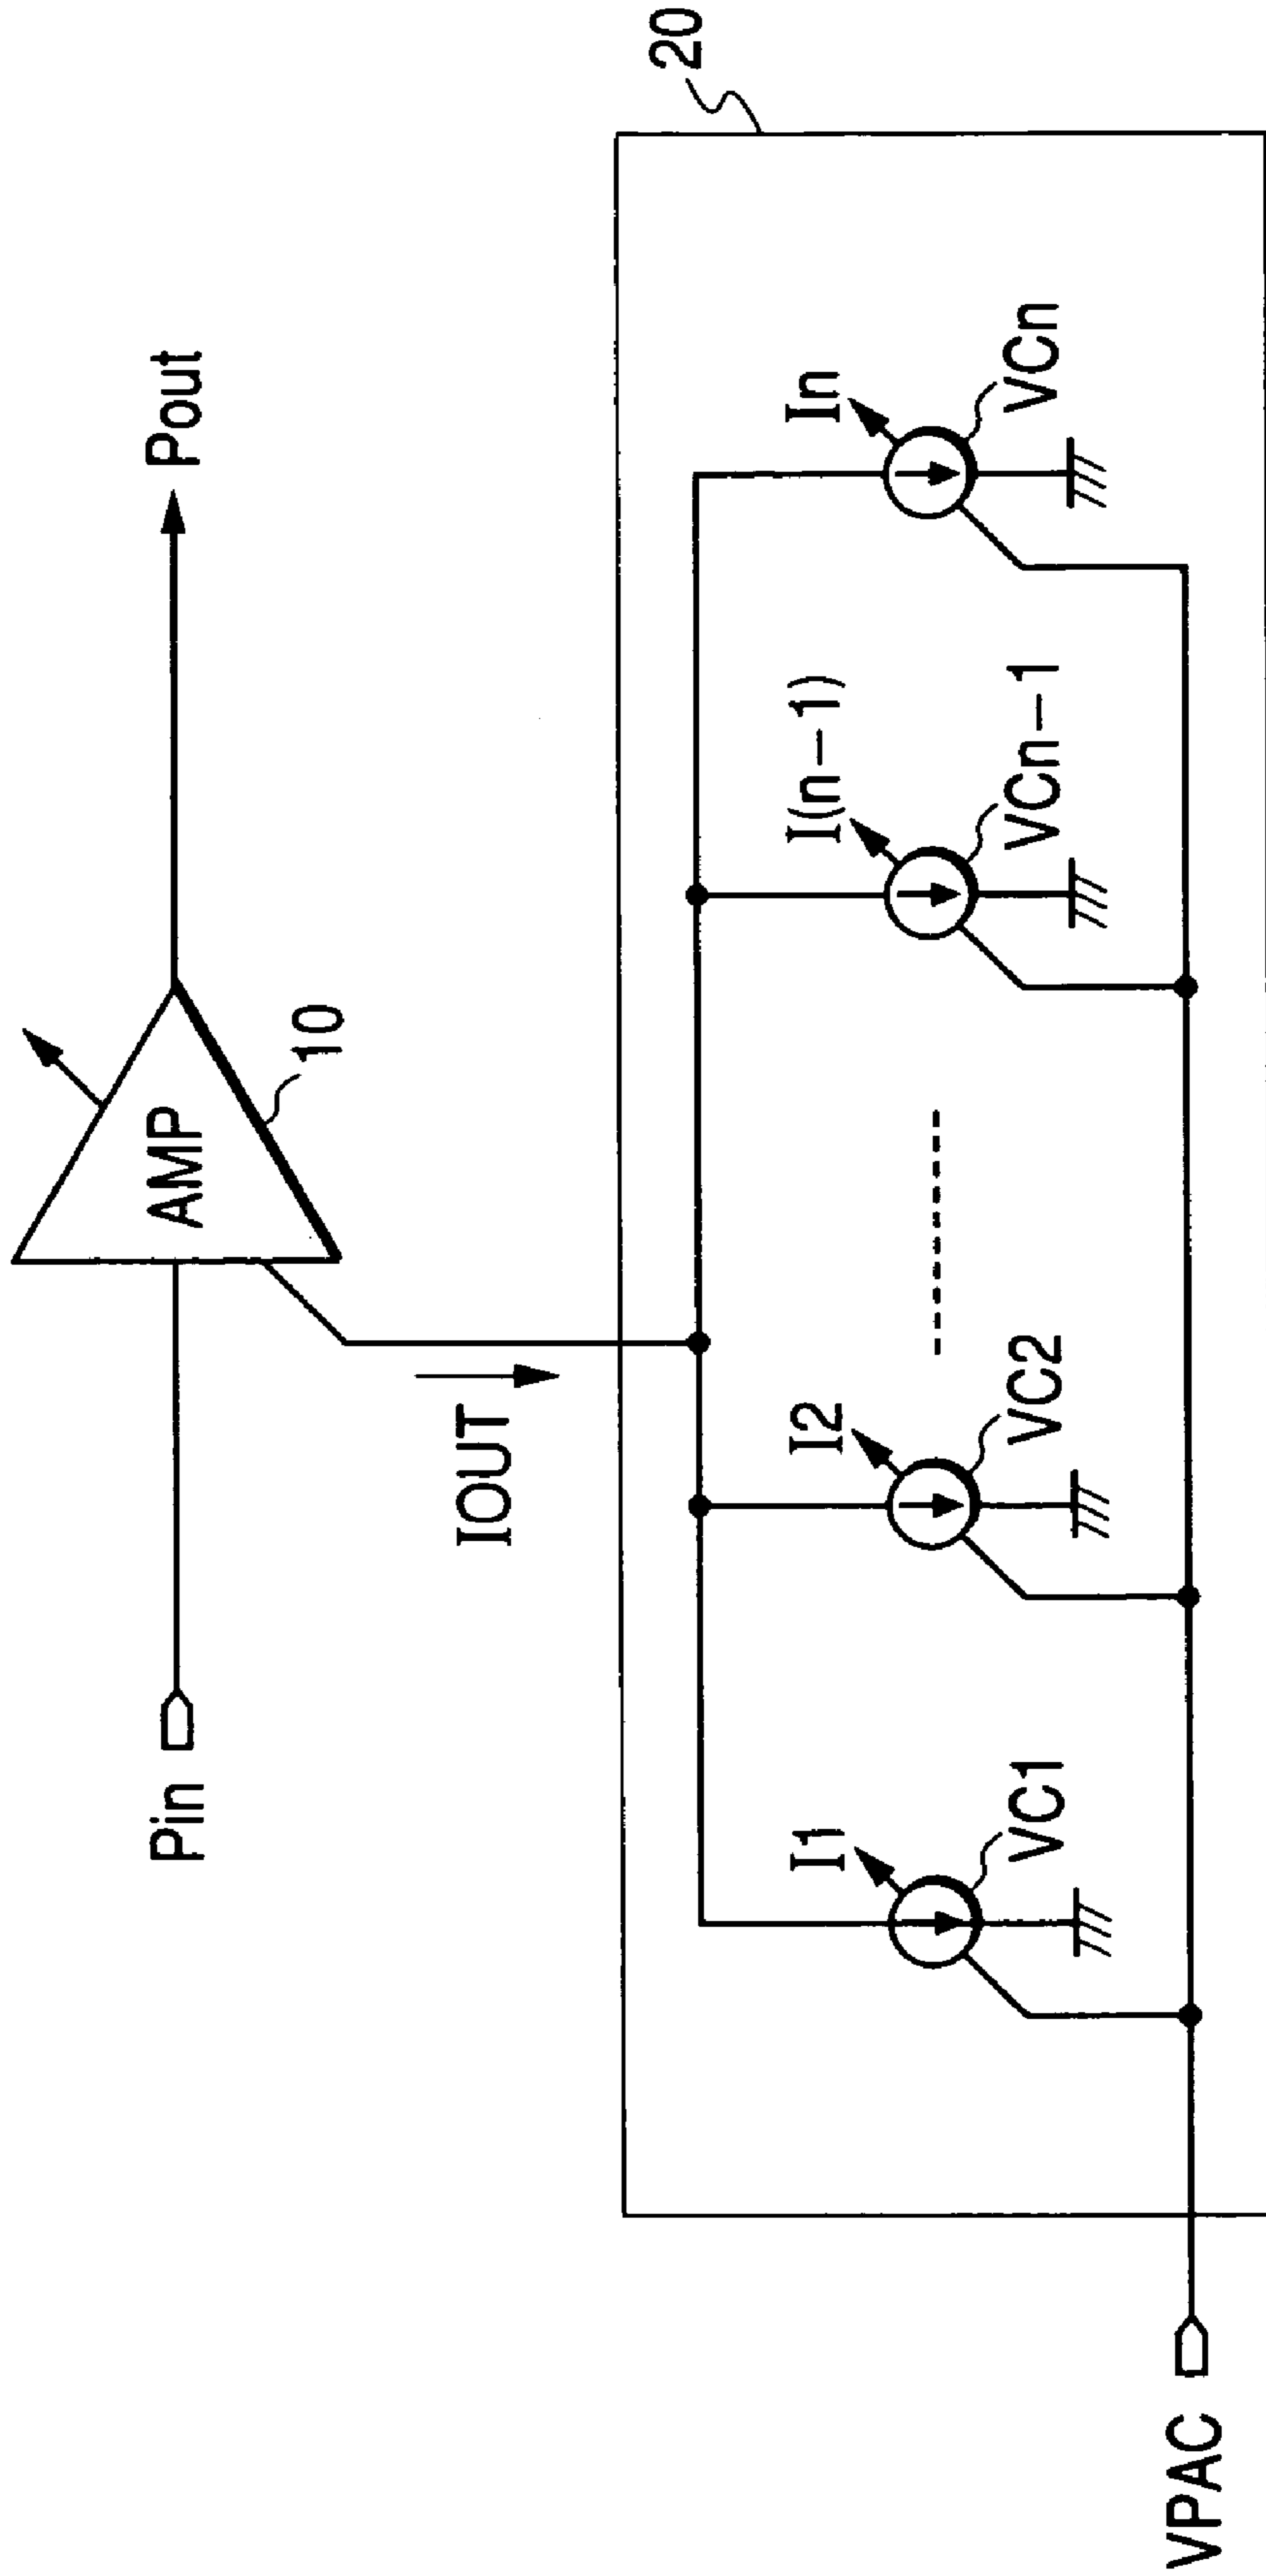 Pin
AMP
Pout
10
IOUT
20
I1
I2
I(n−1)
In
VC1
VC2
VCn−1
VCn
VPAC